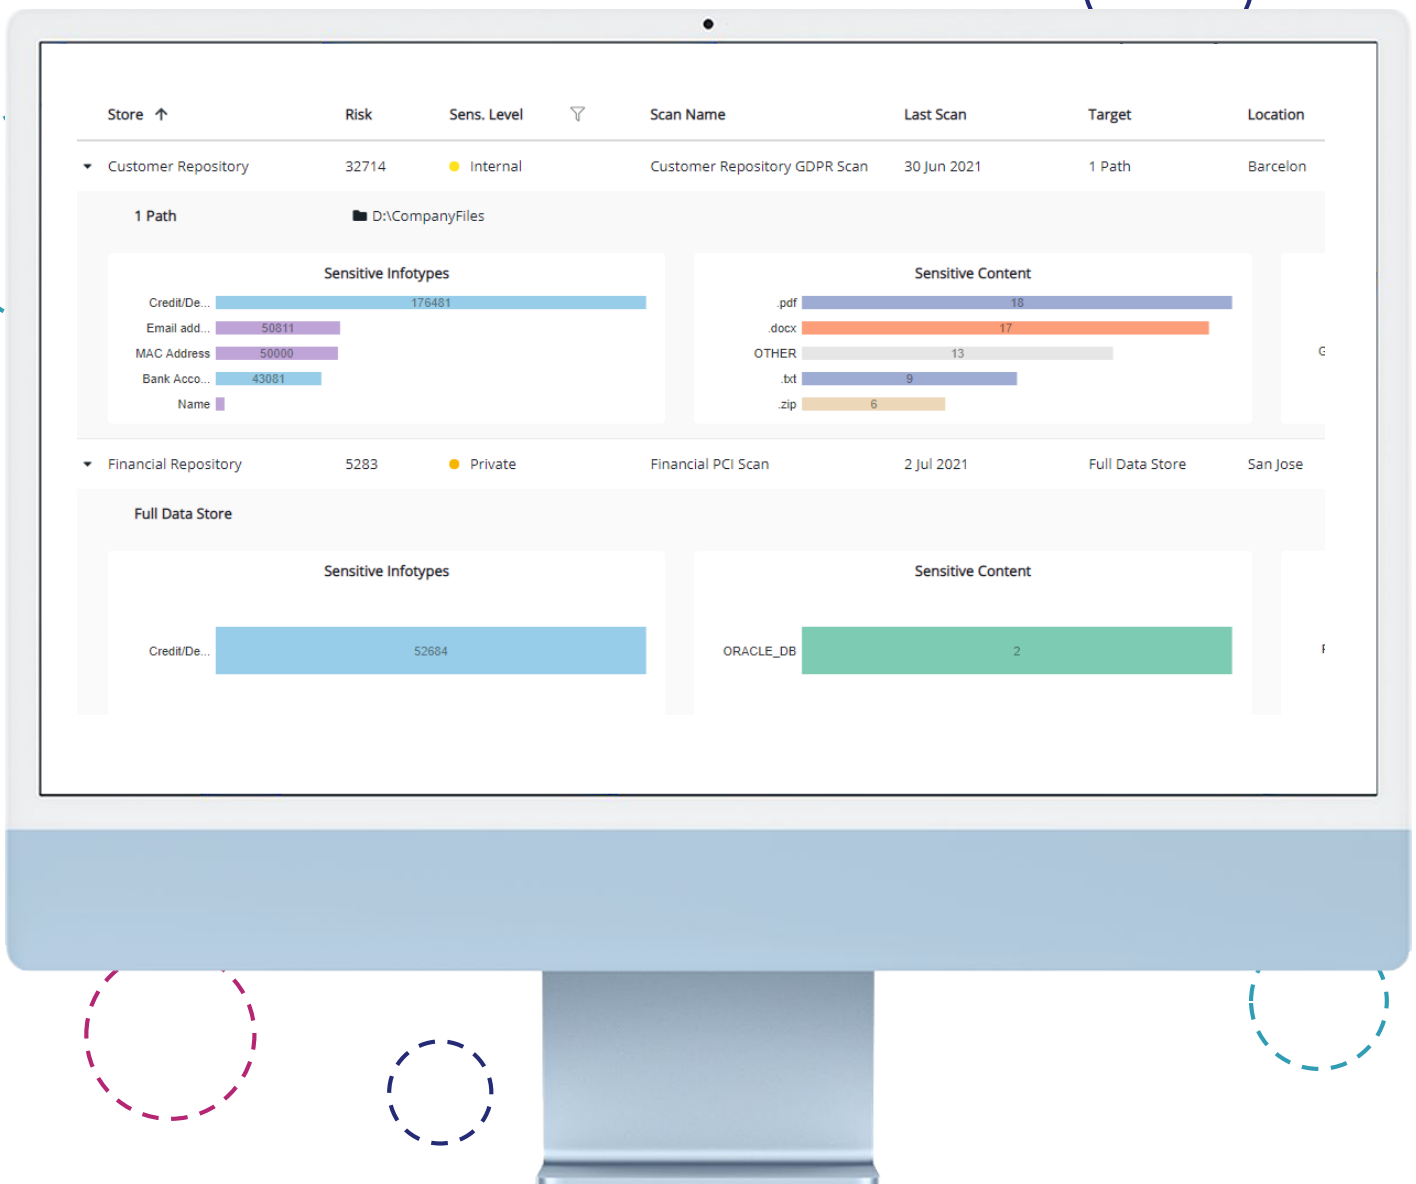 Store Risk Sens. Level Scan Name Last Scan Target Location
Customer Repository 32714 Internal Customer Repository GDPR Scan 30 Jun 2021 1 Path Barcelon
1 Path D:\CompanyFiles
Sensitive Infotypes Sensitive Content
Credit/De... 176481 .pdf 18
Email add... 50811 .docx 17
MAC Address 50000 OTHER 13
Bank Acco... 43081 .txt 9
Name .zip 6
Financial Repository 5283 Private Financial PCI Scan 2 Jul 2021 Full Data Store San Jose
Full Data Store
Sensitive Infotypes Sensitive Content
Credit/De... 52684 ORACLE_DB 2